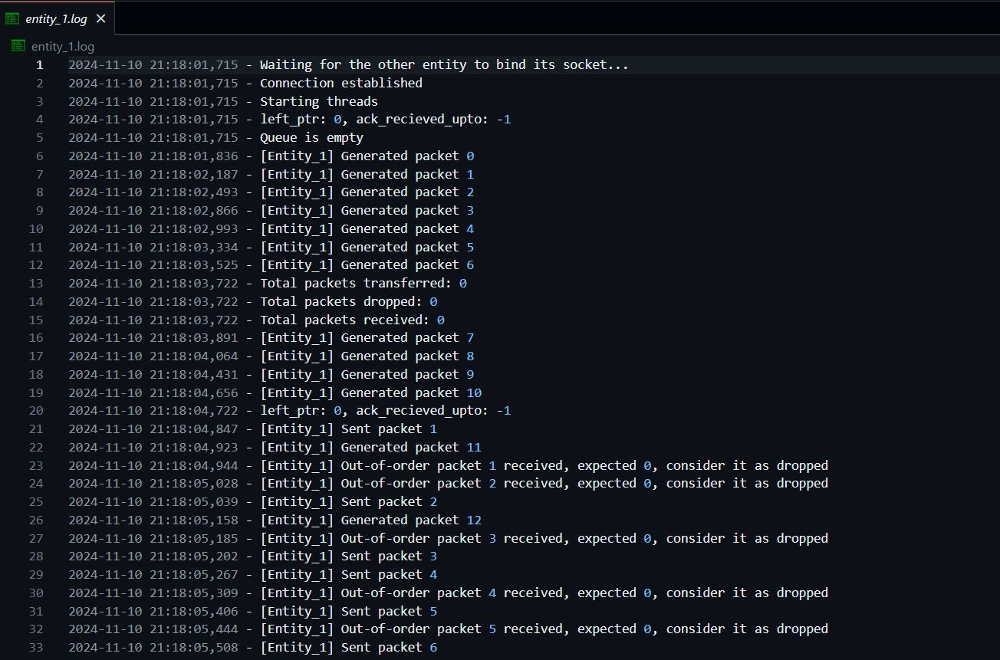 entity_1.log ×
entity_1.log
1 2024-11-10 21:18:01,715 - Waiting for the other entity to bind its socket...
2 2024-11-10 21:18:01,715 - Connection established
3 2024-11-10 21:18:01,715 - Starting threads
4 2024-11-10 21:18:01,715 - left_ptr: 0, ack_recieved_upto: -1
5 2024-11-10 21:18:01,715 - Queue is empty
6 2024-11-10 21:18:01,836 - [Entity_1] Generated packet 0
7 2024-11-10 21:18:02,187 - [Entity_1] Generated packet 1
8 2024-11-10 21:18:02,493 - [Entity_1] Generated packet 2
9 2024-11-10 21:18:02,866 - [Entity_1] Generated packet 3
10 2024-11-10 21:18:02,993 - [Entity_1] Generated packet 4
11 2024-11-10 21:18:03,334 - [Entity_1] Generated packet 5
12 2024-11-10 21:18:03,525 - [Entity_1] Generated packet 6
13 2024-11-10 21:18:03,722 - Total packets transferred: 0
14 2024-11-10 21:18:03,722 - Total packets dropped: 0
15 2024-11-10 21:18:03,722 - Total packets received: 0
16 2024-11-10 21:18:03,891 - [Entity_1] Generated packet 7
17 2024-11-10 21:18:04,064 - [Entity_1] Generated packet 8
18 2024-11-10 21:18:04,431 - [Entity_1] Generated packet 9
19 2024-11-10 21:18:04,656 - [Entity_1] Generated packet 10
20 2024-11-10 21:18:04,722 - left_ptr: 0, ack_recieved_upto: -1
21 2024-11-10 21:18:04,847 - [Entity_1] Sent packet 1
22 2024-11-10 21:18:04,923 - [Entity_1] Generated packet 11
23 2024-11-10 21:18:04,944 - [Entity_1] Out-of-order packet 1 received, expected 0, consider it as dropped
24 2024-11-10 21:18:05,028 - [Entity_1] Out-of-order packet 2 received, expected 0, consider it as dropped
25 2024-11-10 21:18:05,039 - [Entity_1] Sent packet 2
26 2024-11-10 21:18:05,158 - [Entity_1] Generated packet 12
27 2024-11-10 21:18:05,185 - [Entity_1] Out-of-order packet 3 received, expected 0, consider it as dropped
28 2024-11-10 21:18:05,202 - [Entity_1] Sent packet 3
29 2024-11-10 21:18:05,267 - [Entity_1] Sent packet 4
30 2024-11-10 21:18:05,309 - [Entity_1] Out-of-order packet 4 received, expected 0, consider it as dropped
31 2024-11-10 21:18:05,406 - [Entity_1] Sent packet 5
32 2024-11-10 21:18:05,444 - [Entity_1] Out-of-order packet 5 received, expected 0, consider it as dropped
33 2024-11-10 21:18:05,508 - [Entity_1] Sent packet 6